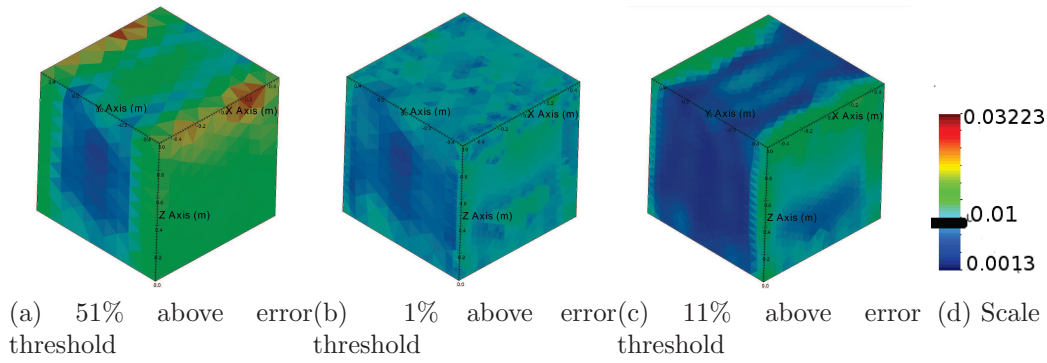 Y Axis (m)
X Axis (m)
Z Axis (m)
Y Axis (m)
X Axis (m)
Z Axis (m)
Y Axis (m)
X Axis (m)
Z Axis (m)
0.03223
0.01
0.0013
(a) 51% above error threshold
(b) 1% above error threshold
(c) 11% above error threshold
(d) Scale